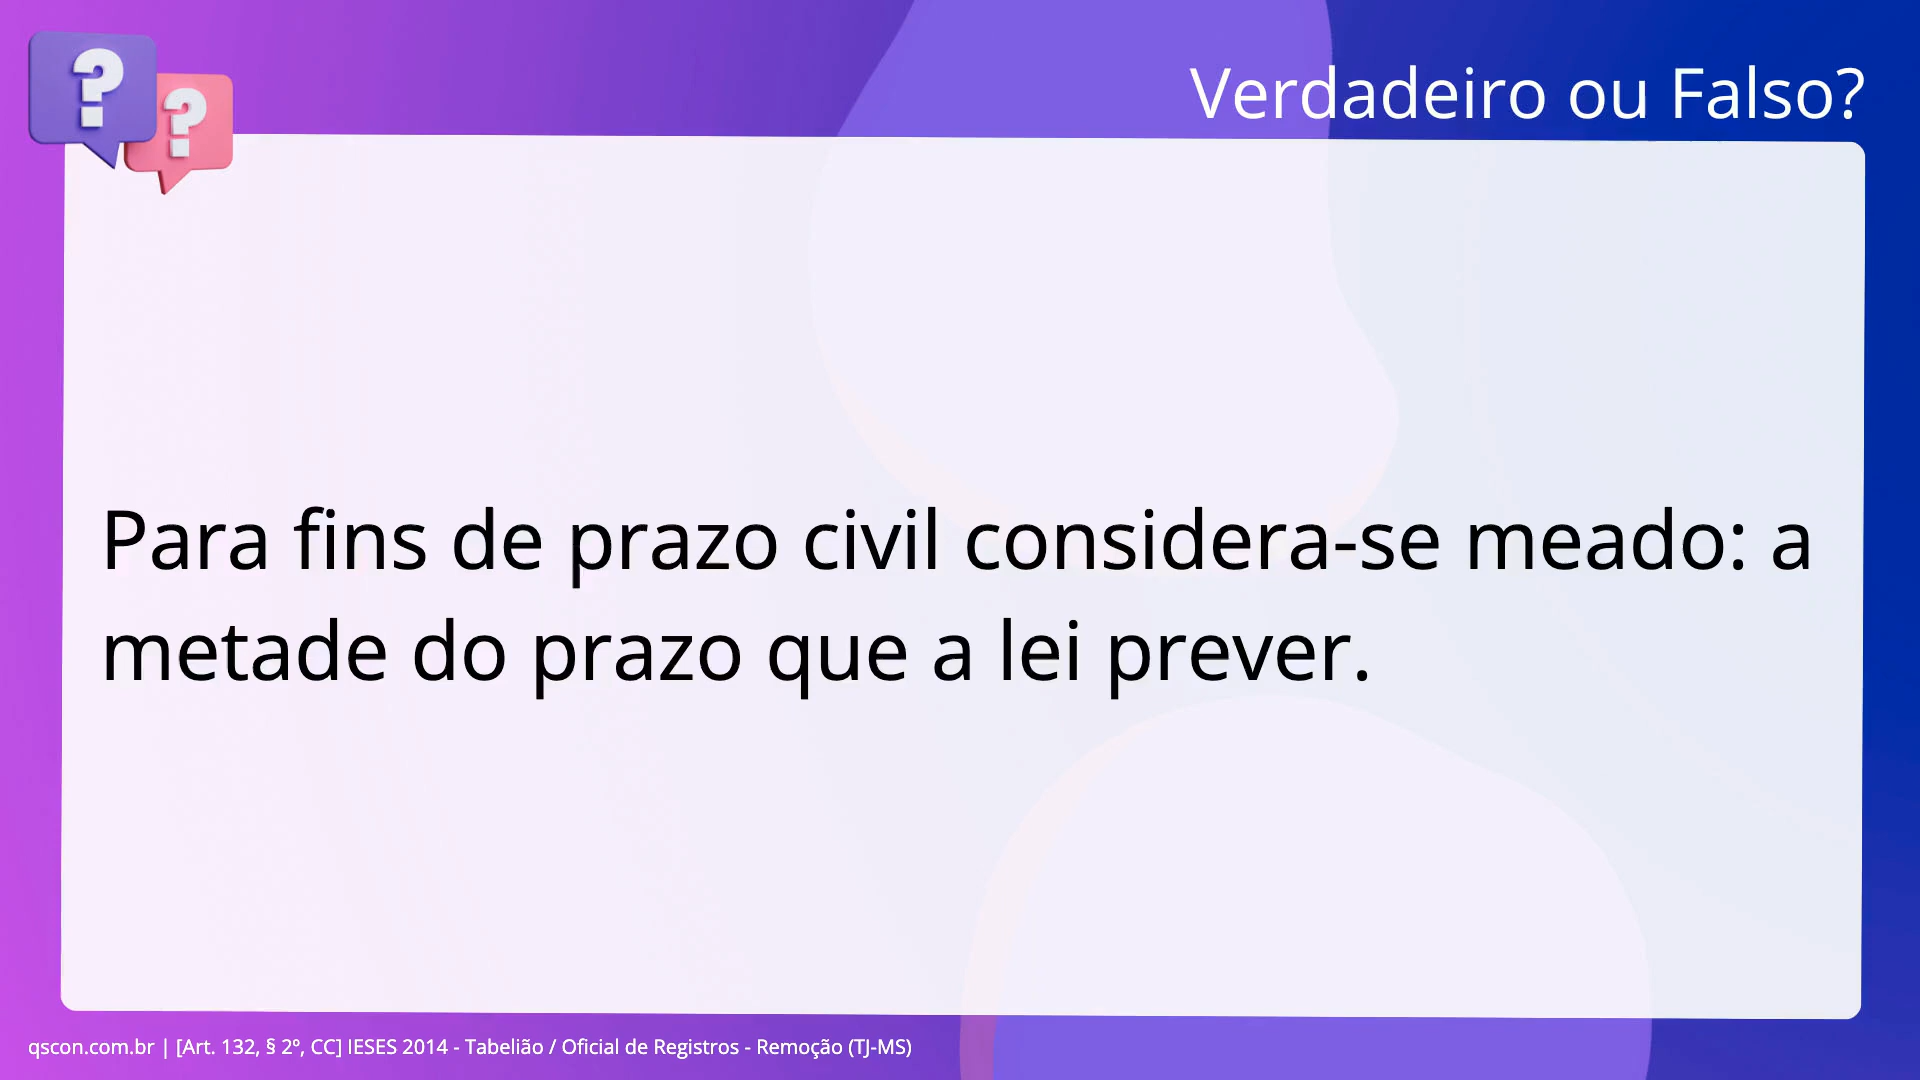 Verdadeiro ou Falso?
Para fins de prazo civil considera-se meado: a
metade do prazo que a lei prever.
qscon.com.br | [Art. 132, § 2º, CC] IESES 2014 - Tabelião / Oficial de Registros - Remoção (TJ-MS)